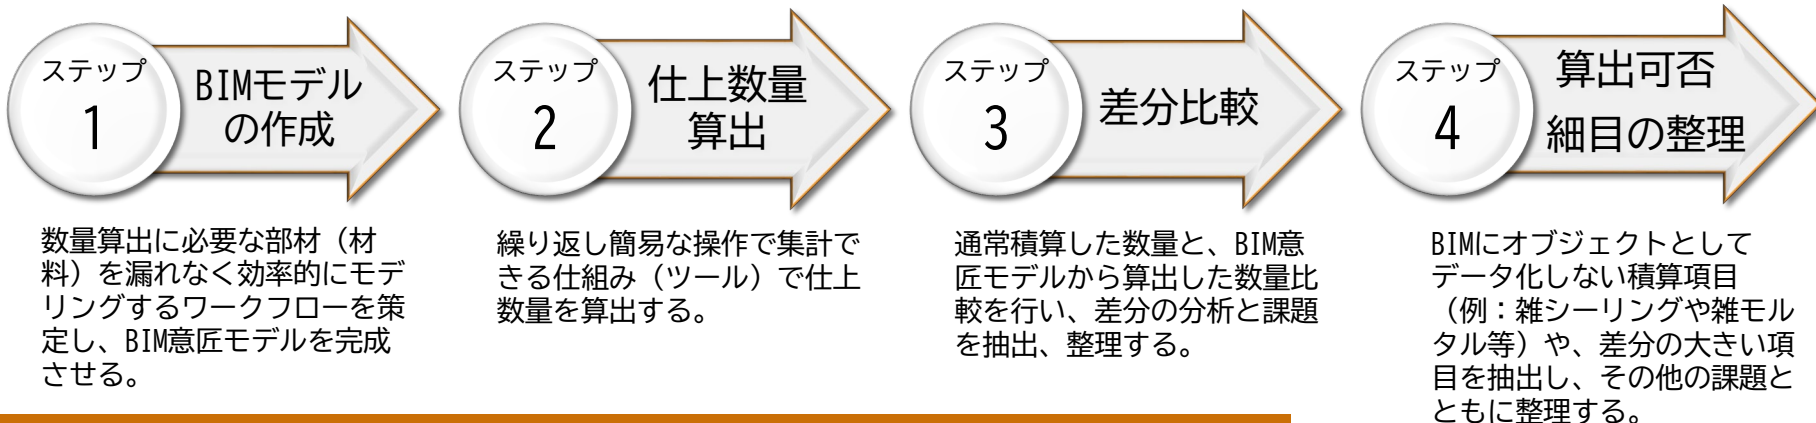 ステップ
1
BIMモデル
の作成
数量算出に必要な部材（材
料）を漏れなく効率的にモデ
リングするワークフローを策
定し、BIM意匠モデルを完成
させる。
ステップ
2
仕上数量
算出
繰り返し簡易な操作で集計で
きる仕組み（ツール）で仕上
数量を算出する。
ステップ
3
差分比較
通常積算した数量と、BIM意
匠モデルから算出した数量比
較を行い、差分の分析と課題
を抽出、整理する。
ステップ
4
算出可否
細目の整理
BIMにオブジェクトとして
データ化しない積算項目
（例：雑シーリングや雑モル
タル等）や、差分の大きい項
目を抽出し、その他の課題と
ともに整理する。